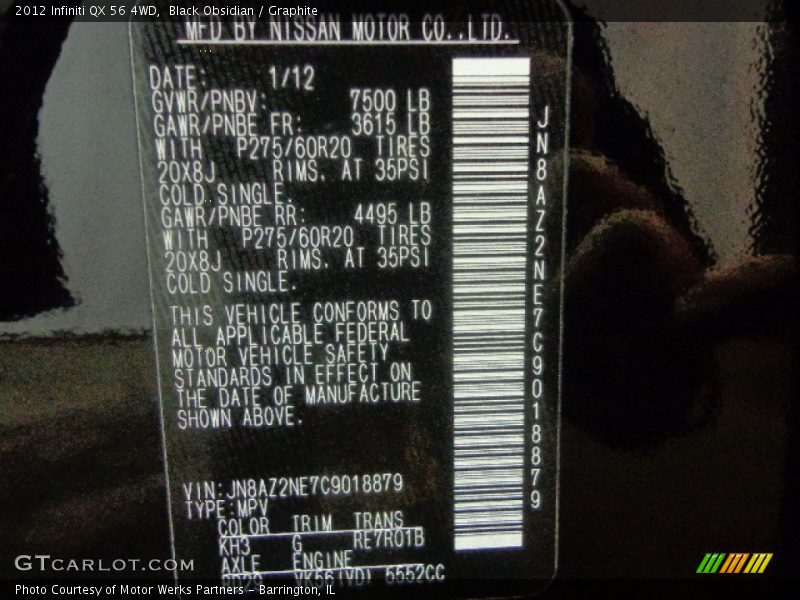 2012 Infiniti QX 56 4WD, Black Obsidian / Graphite
MFD BY NISSAN MOTOR CO.,LTD.
DATE: 1/12
GVWR/PNBV: 7500 LB
GAWR/PNBE FR: 3615 LB
WITH P275/60R20 TIRES
20X8J RIMS. AT 35PSI
COLD SINGLE.
GAWR/PNBE RR: 4495 LB
WITH P275/60R20 TIRES
20X8J RIMS. AT 35PSI
COLD SINGLE.
THIS VEHICLE CONFORMS TO
ALL APPLICABLE FEDERAL
MOTOR VEHICLE SAFETY
STANDARDS IN EFFECT ON
THE DATE OF MANUFACTURE
SHOWN ABOVE.
JN8AZ2NE7C9018879
VIN:JN8AZ2NE7C9018879
TYPE:MPV
COLOR TRIM TRANS
KH3 G RE7R01B
AXLE ENGINE
VK56(VD) 5552CC
GTCARLOT.COM
Photo Courtesy of Motor Werks Partners - Barrington, IL